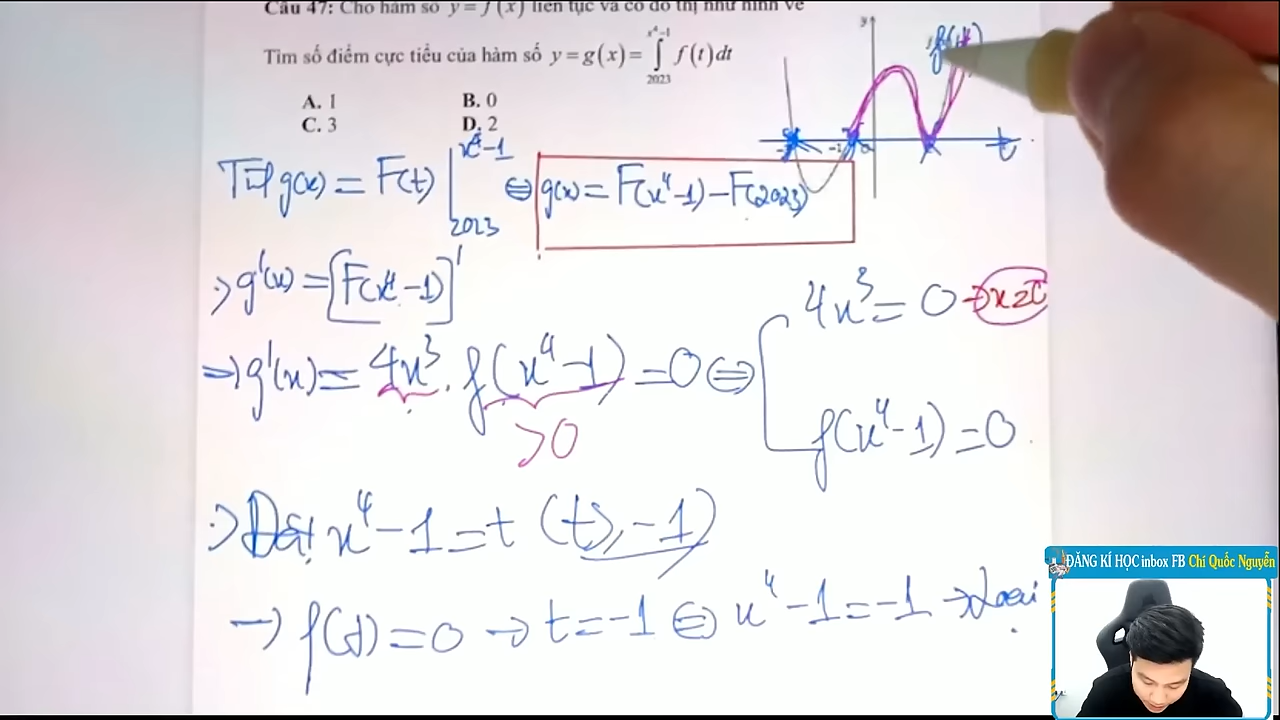 Câu 47: Cho hàm số y = f(x) liên tục và có đồ thị như hình vẽ
Tìm số điểm cực tiểu của hàm số y = g(x) = ∫_{2023}^{x⁴−1} f(t)dt
A. 1
B. 0
C. 3
D. 2
y
f(t)
-1
t
Từ g(x) = F(t) |_{2023}^{x⁴-1} ⇔ g(x) = F(x⁴-1) - F(2023)
⇒ g'(x) = [F(x⁴-1)]'
⇒ g'(x) = 4x³. f(x⁴-1) = 0 ⇔
>0
4x³ = 0 → x=0
f(x⁴-1) = 0
⇒ Đặt x⁴-1 = t (t ≥ -1)
→ f(t) = 0 → t = -1 ⇔ x⁴-1 = -1 → Loại
ĐĂNG KÍ HỌC inbox FB Chí Quốc Nguyễn